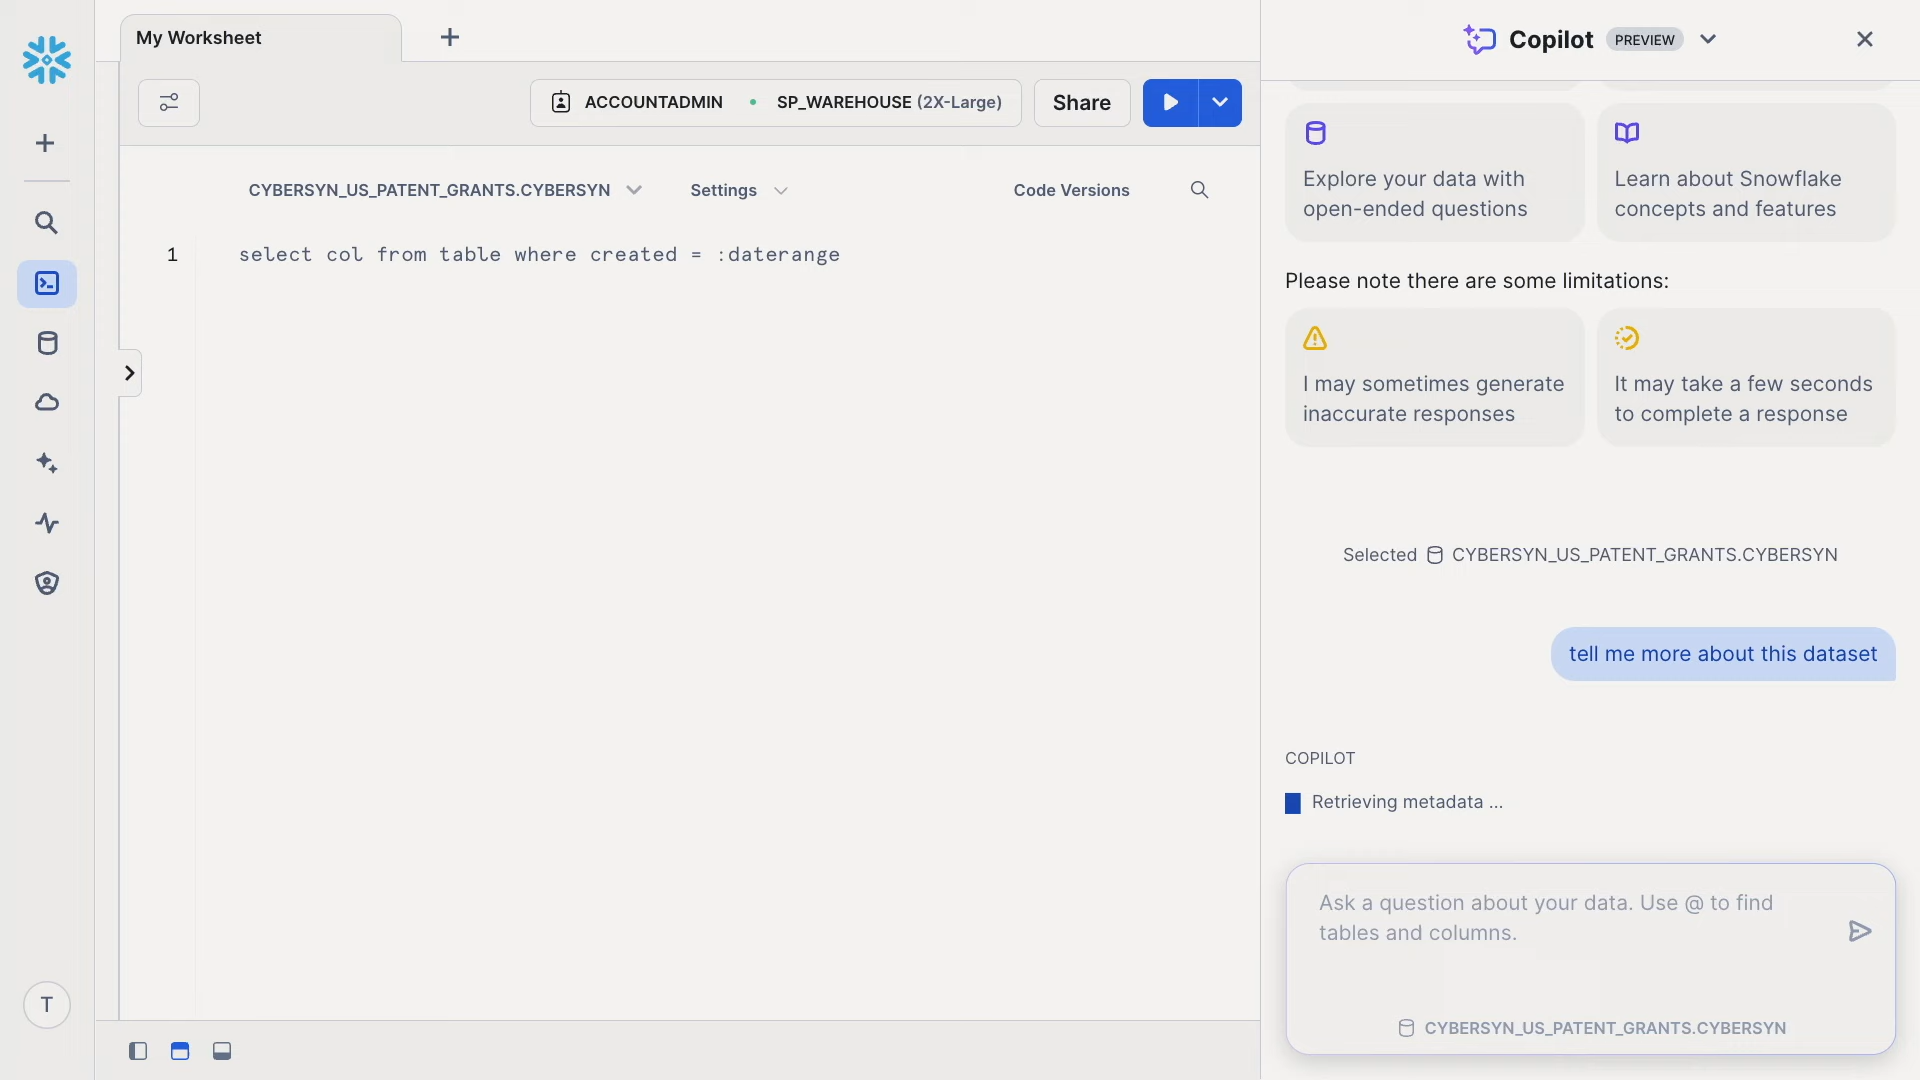 My Worksheet
ACCOUNTADMIN • SP_WAREHOUSE (2X-Large)
Share
CYBERSYN_US_PATENT_GRANTS.CYBERSYN
Settings
Code Versions
1
select col from table where created = :daterange
T
Copilot PREVIEW
Explore your data with
open-ended questions
Learn about Snowflake
concepts and features
Please note there are some limitations:
I may sometimes generate
inaccurate responses
It may take a few seconds
to complete a response
Selected CYBERSYN_US_PATENT_GRANTS.CYBERSYN
tell me more about this dataset
COPILOT
Retrieving metadata ...
Ask a question about your data. Use @ to find
tables and columns.
CYBERSYN_US_PATENT_GRANTS.CYBERSYN